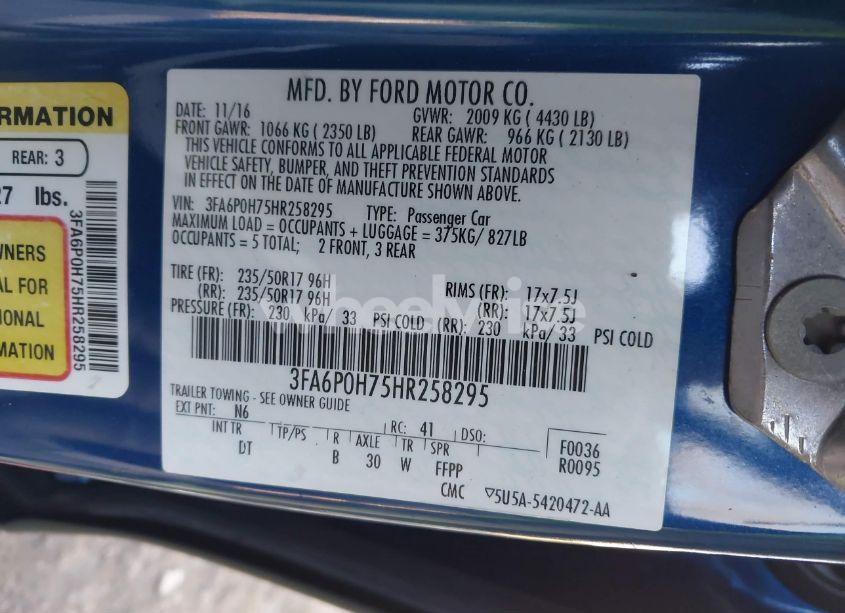 RMATION
REAR: 3
27 lbs.
3FA6P0H75HR258295
WNERS
AL FOR
IONAL
RMATION
MFD. BY FORD MOTOR CO.
DATE: 11/16 GVWR: 2009 KG ( 4430 LB)
FRONT GAWR: 1066 KG ( 2350 LB) REAR GAWR: 966 KG ( 2130 LB)
THIS VEHICLE CONFORMS TO ALL APPLICABLE FEDERAL MOTOR
VEHICLE SAFETY, BUMPER, AND THEFT PREVENTION STANDARDS
IN EFFECT ON THE DATE OF MANUFACTURE SHOWN ABOVE.
VIN: 3FA6P0H75HR258295 TYPE: Passenger Car
MAXIMUM LOAD = OCCUPANTS + LUGGAGE = 375KG/ 827LB
OCCUPANTS = 5 TOTAL; 2 FRONT, 3 REAR
TIRE (FR): 235/50R17 96H RIMS (FR): 17x7.5J
(RR): 235/50R17 96H (RR): 17x7.5J
PRESSURE (FR): 230 kPa/ 33 PSI COLD (RR): 230 kPa/ 33 PSI COLD
3FA6P0H75HR258295
TRAILER TOWING - SEE OWNER GUIDE
EXT PNT: N6 RC: 41 DSO: F0036
INT TR TP/PS R AXLE TR SPR R0095
DT B 30 W FFPP
CMC ▽5U5A-5420472-AA